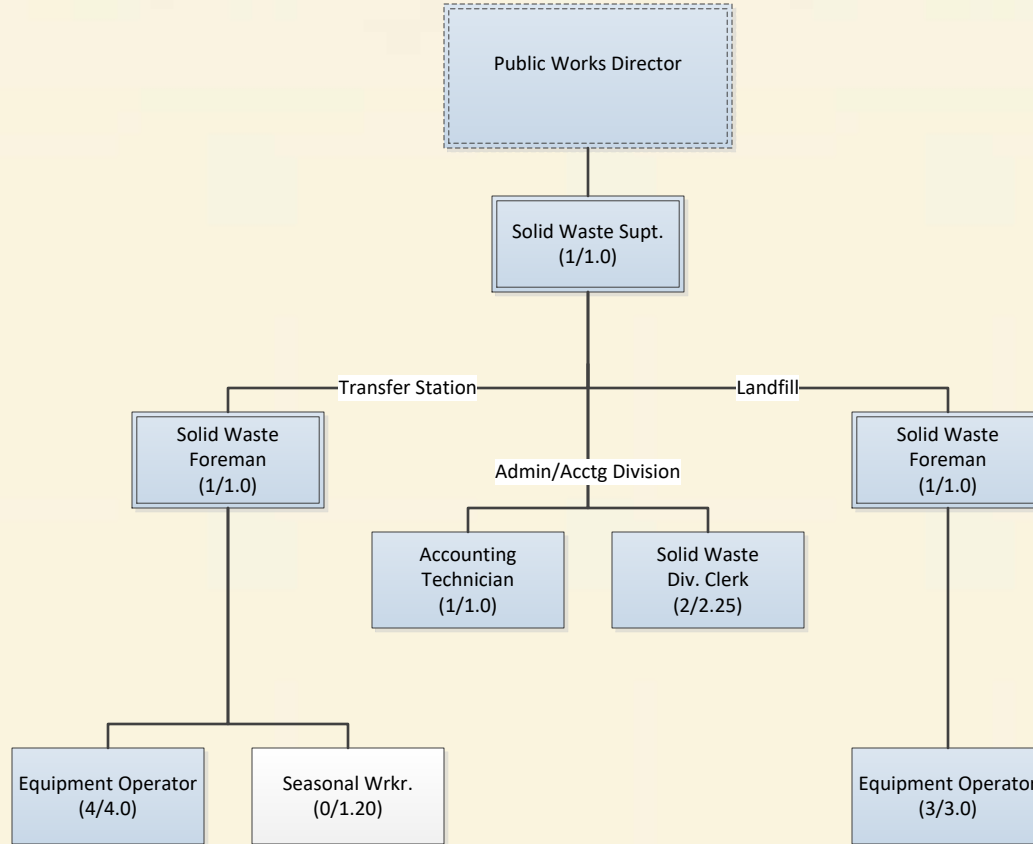 Public Works Director
Solid Waste Supt.
(1/1.0)
Transfer Station
Landfill
Solid Waste
Foreman
(1/1.0)
Solid Waste
Foreman
(1/1.0)
Admin/Acctg Division
Accounting
Technician
(1/1.0)
Solid Waste
Div. Clerk
(2/2.25)
Equipment Operator
(4/4.0)
Seasonal Wrkr.
(0/1.20)
Equipment Operator
(3/3.0)